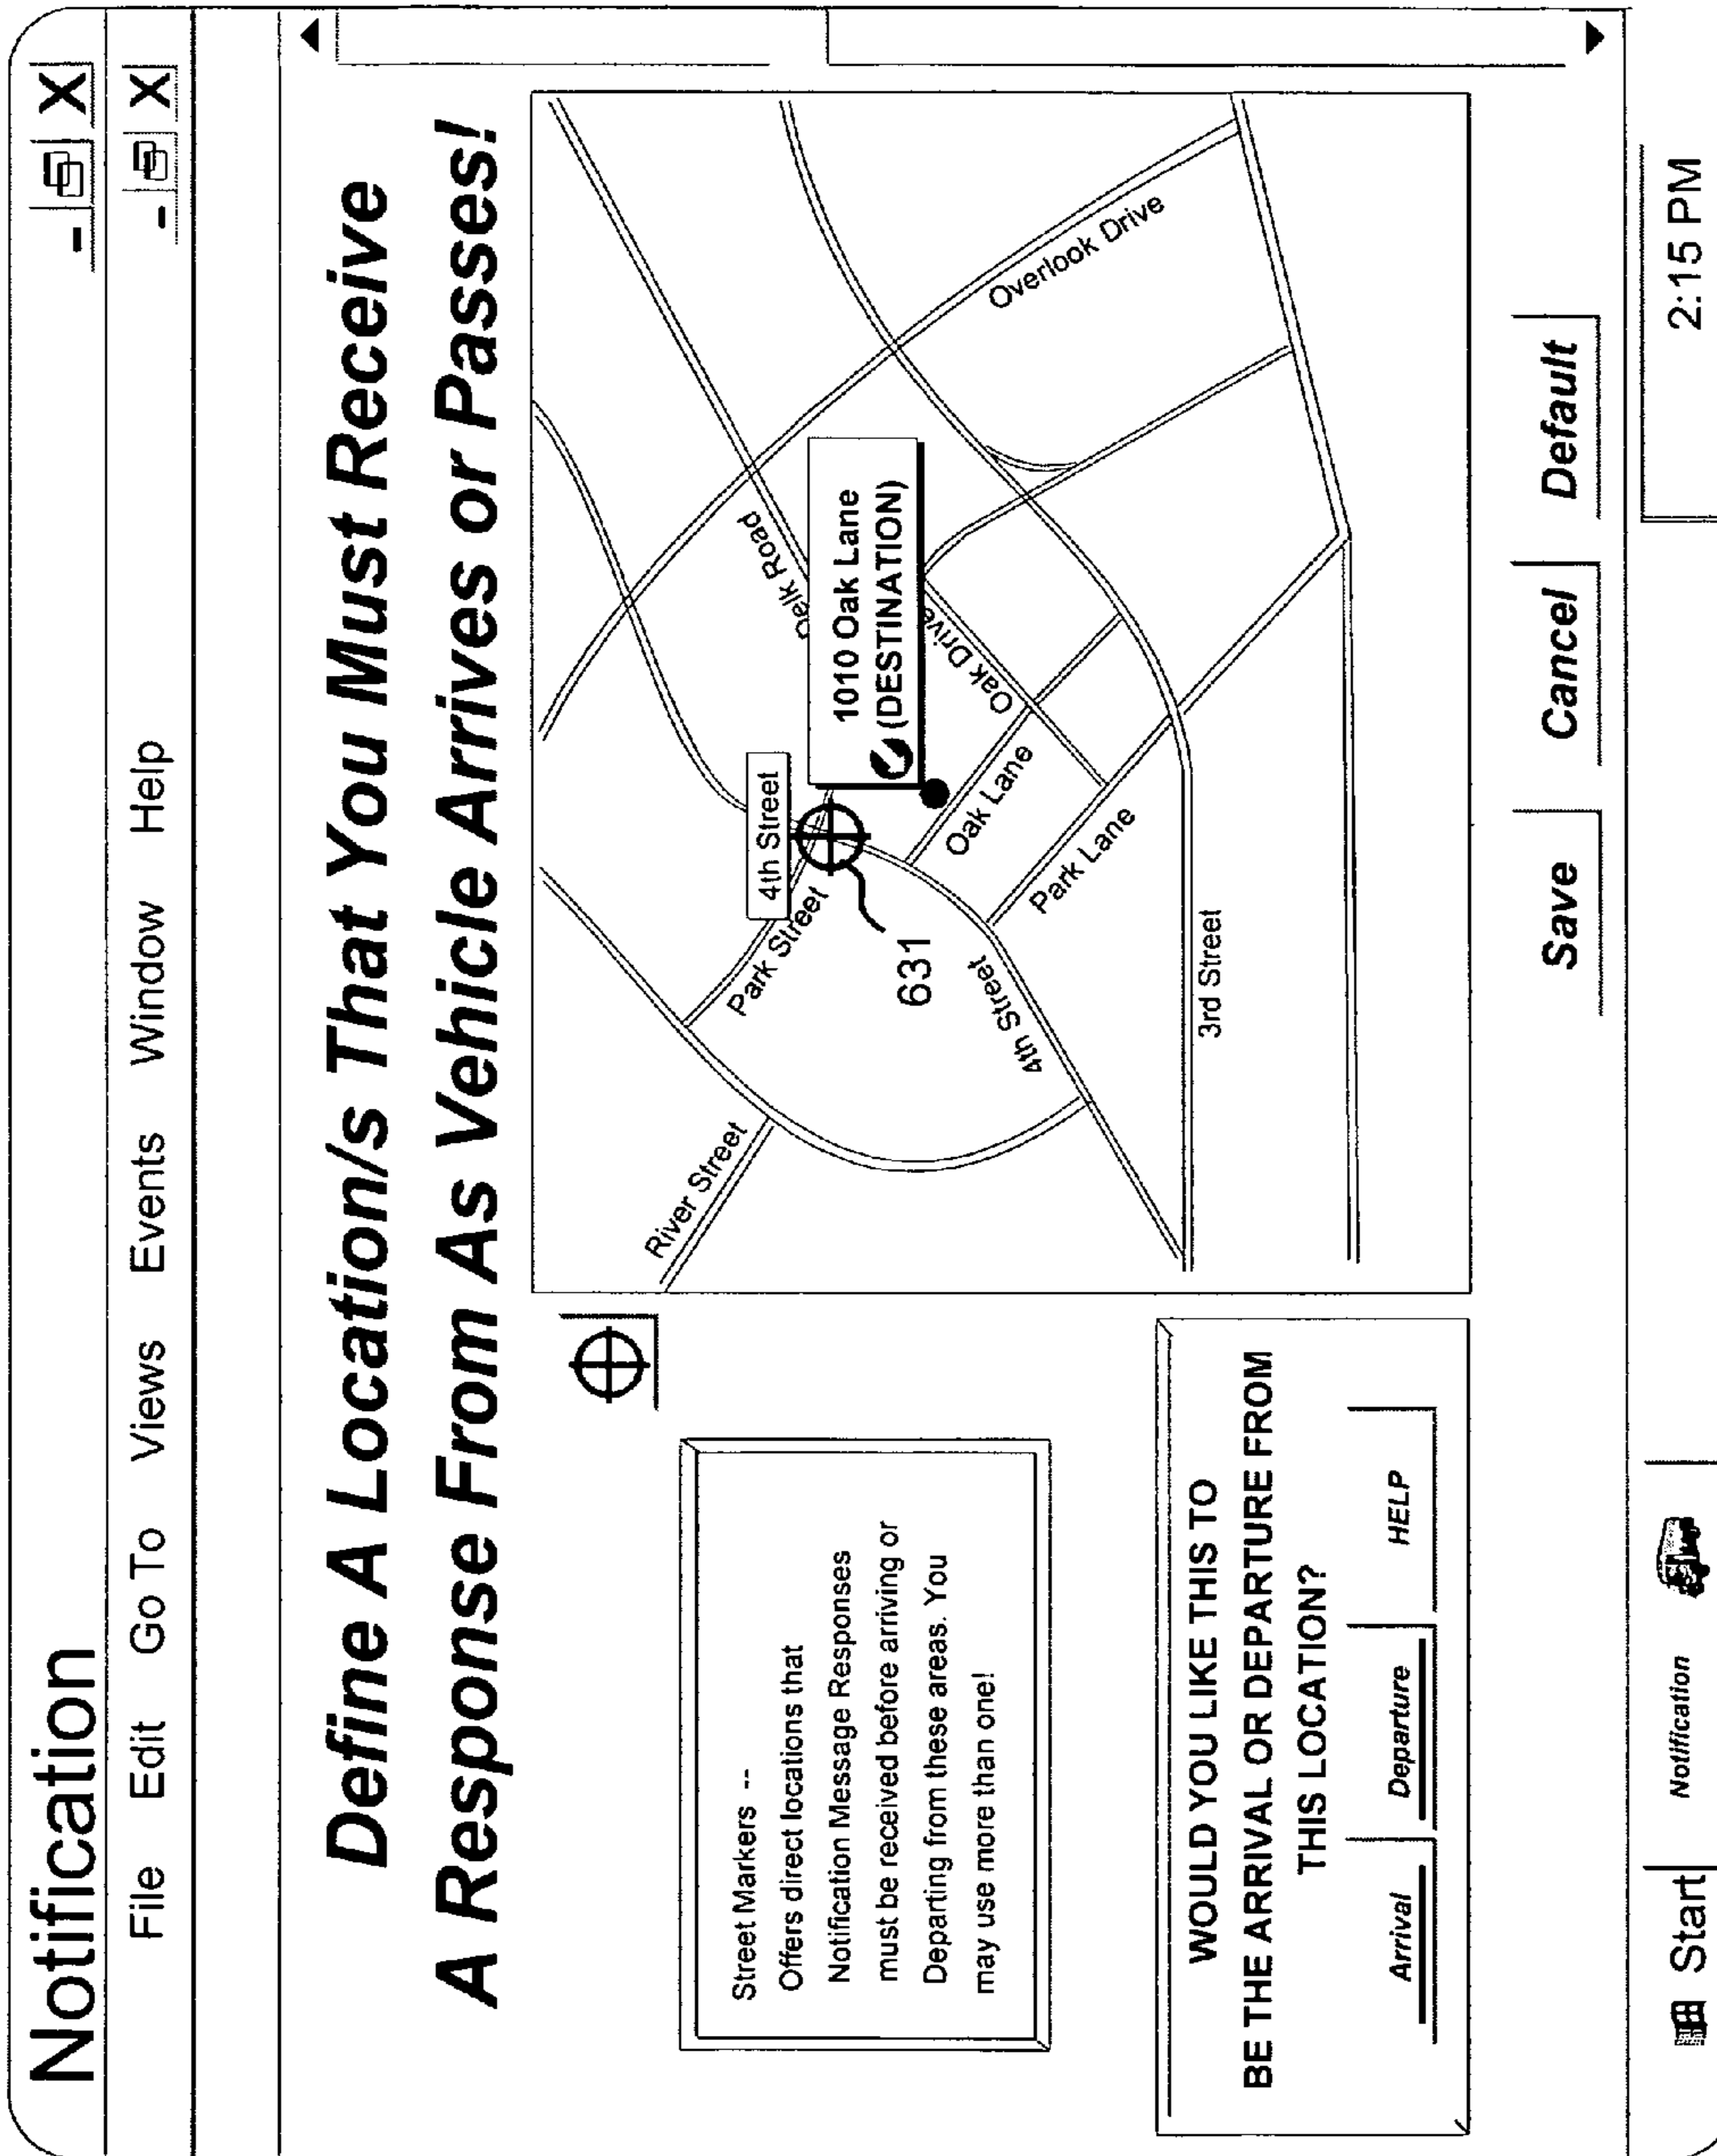 Notification
X
File Edit Go To Views Events Window Help
X
Define A Location/s That You Must Receive
A Response From As Vehicle Arrives or Passes!
Street Markers --
Offers direct locations that
Notification Message Responses
must be received before arriving or
Departing from these areas. You
may use more than one!
WOULD YOU LIKE THIS TO
BE THE ARRIVAL OR DEPARTURE FROM
THIS LOCATION?
Arrival Departure HELP
River Street
Park Street
4th Street
631
4th Street
Road
1010 Oak Lane
(DESTINATION)
Oak Drive
Oak Lane
Park Lane
3rd Street
Overlook Drive
Save Cancel Default
Start Notification 2:15 PM